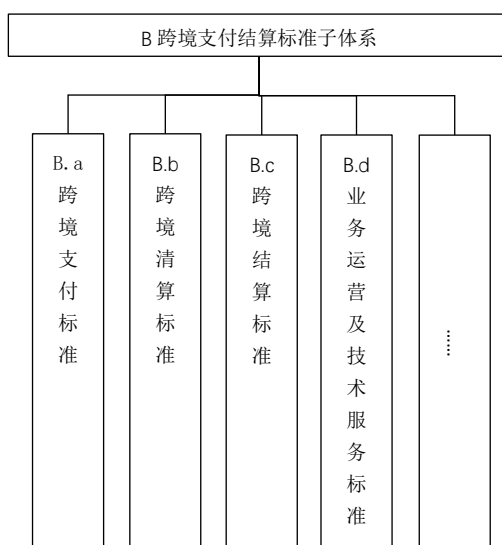 B 跨境支付结算标准子体系
B.a
跨境支付标准
B.b
跨境清算标准
B.c
跨境结算标准
B.d
业务运营及技术服务标准
……